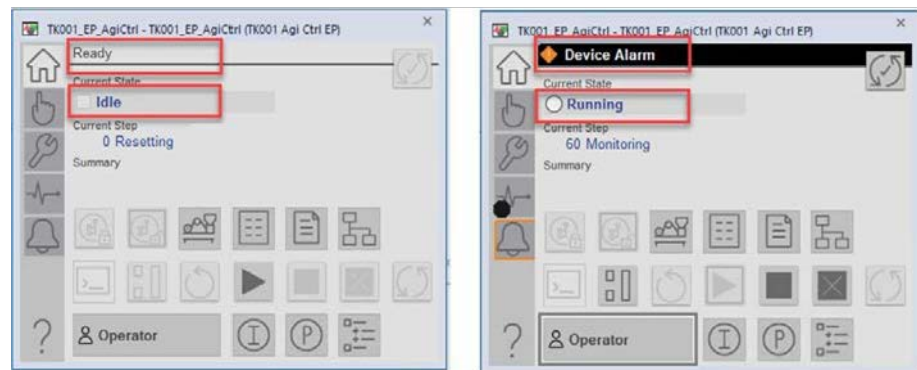 TK001_EP_AgiCtrl - TK001_EP_AgiCtrl (TK001 Agi Ctrl EP)
Ready
Current State
Idle
Current Step
0 Resetting
Summary
Operator
I
P
?
TK001_EP_AgiCtrl - TK001_EP_AgiCtrl (TK001 Agi Ctrl EP)
Device Alarm
Current State
Running
Current Step
60 Monitoring
Summary
Operator
I
P
?